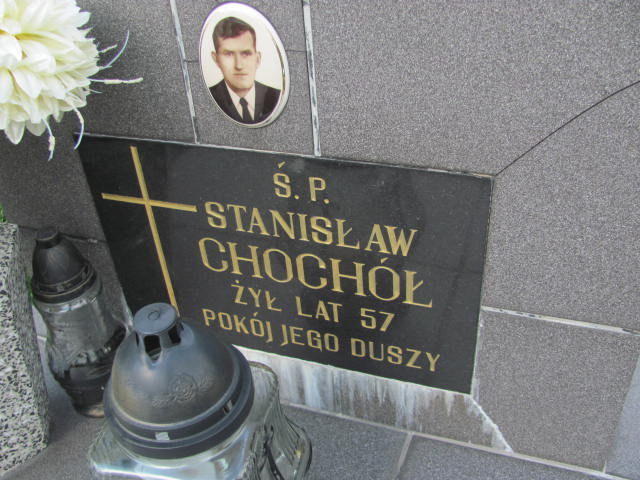 Ś. P.
STANISŁAW
CHOCHÓŁ
ŻYŁ LAT 57
POKÓJ JEGO DUSZY